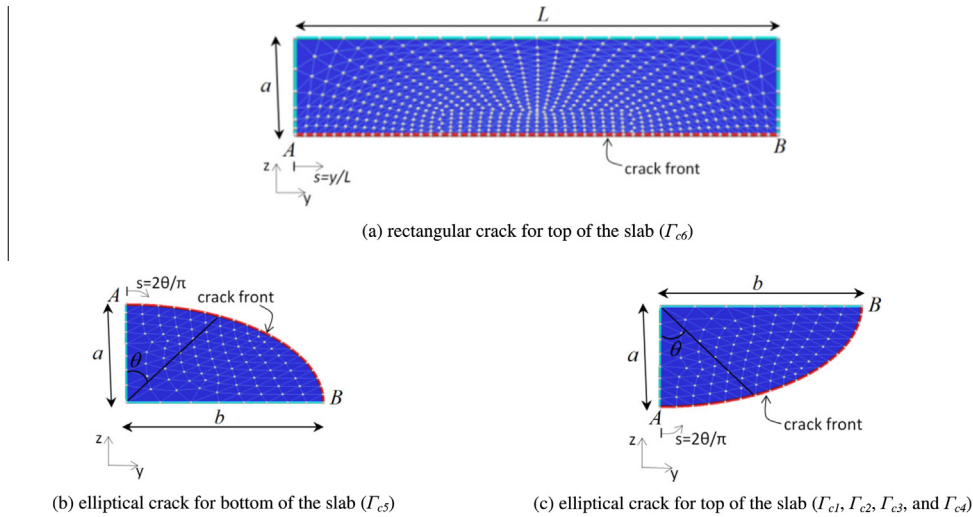 L
a
A
B
z
s=y/L
y
crack front
(a) rectangular crack for top of the slab (Γc6)
s=2θ/π
A
crack front
a
θ
B
b
z
y
(b) elliptical crack for bottom of the slab (Γc5)
b
B
θ
a
A
crack front
s=2θ/π
z
y
(c) elliptical crack for top of the slab (Γc1, Γc2, Γc3, and Γc4)